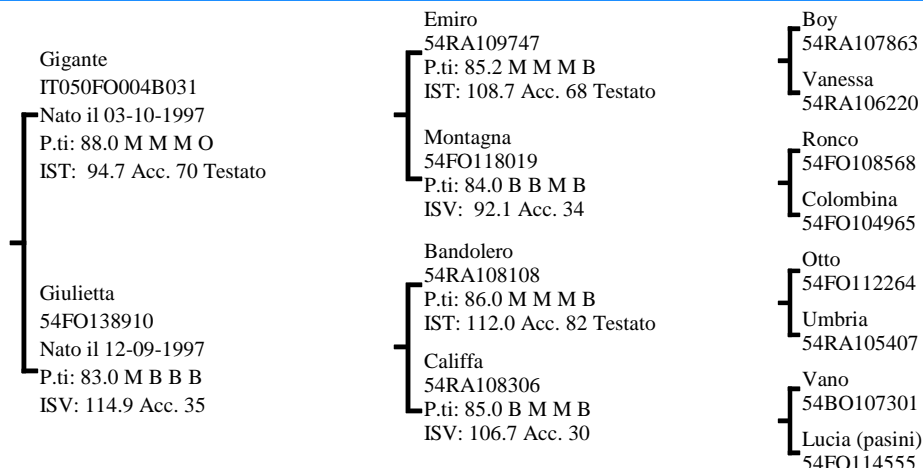 Gigante
IT050FO004B031
Nato il 03-10-1997
P.ti: 88.0 M M M O
IST: 94.7 Acc. 70 Testato
Giulietta
54FO138910
Nato il 12-09-1997
P.ti: 83.0 M B B B
ISV: 114.9 Acc. 35
Emiro
54RA109747
P.ti: 85.2 M M M B
IST: 108.7 Acc. 68 Testato
Montagna
54FO118019
P.ti: 84.0 B B M B
ISV: 92.1 Acc. 34
Bandolero
54RA108108
P.ti: 86.0 M M M B
IST: 112.0 Acc. 82 Testato
Califfa
54RA108306
P.ti: 85.0 B M M B
ISV: 106.7 Acc. 30
Boy
54RA107863
Vanessa
54RA106220
Ronco
54FO108568
Colombina
54FO104965
Otto
54FO112264
Umbria
54RA105407
Vano
54BO107301
Lucia (pasini)
54FO114555